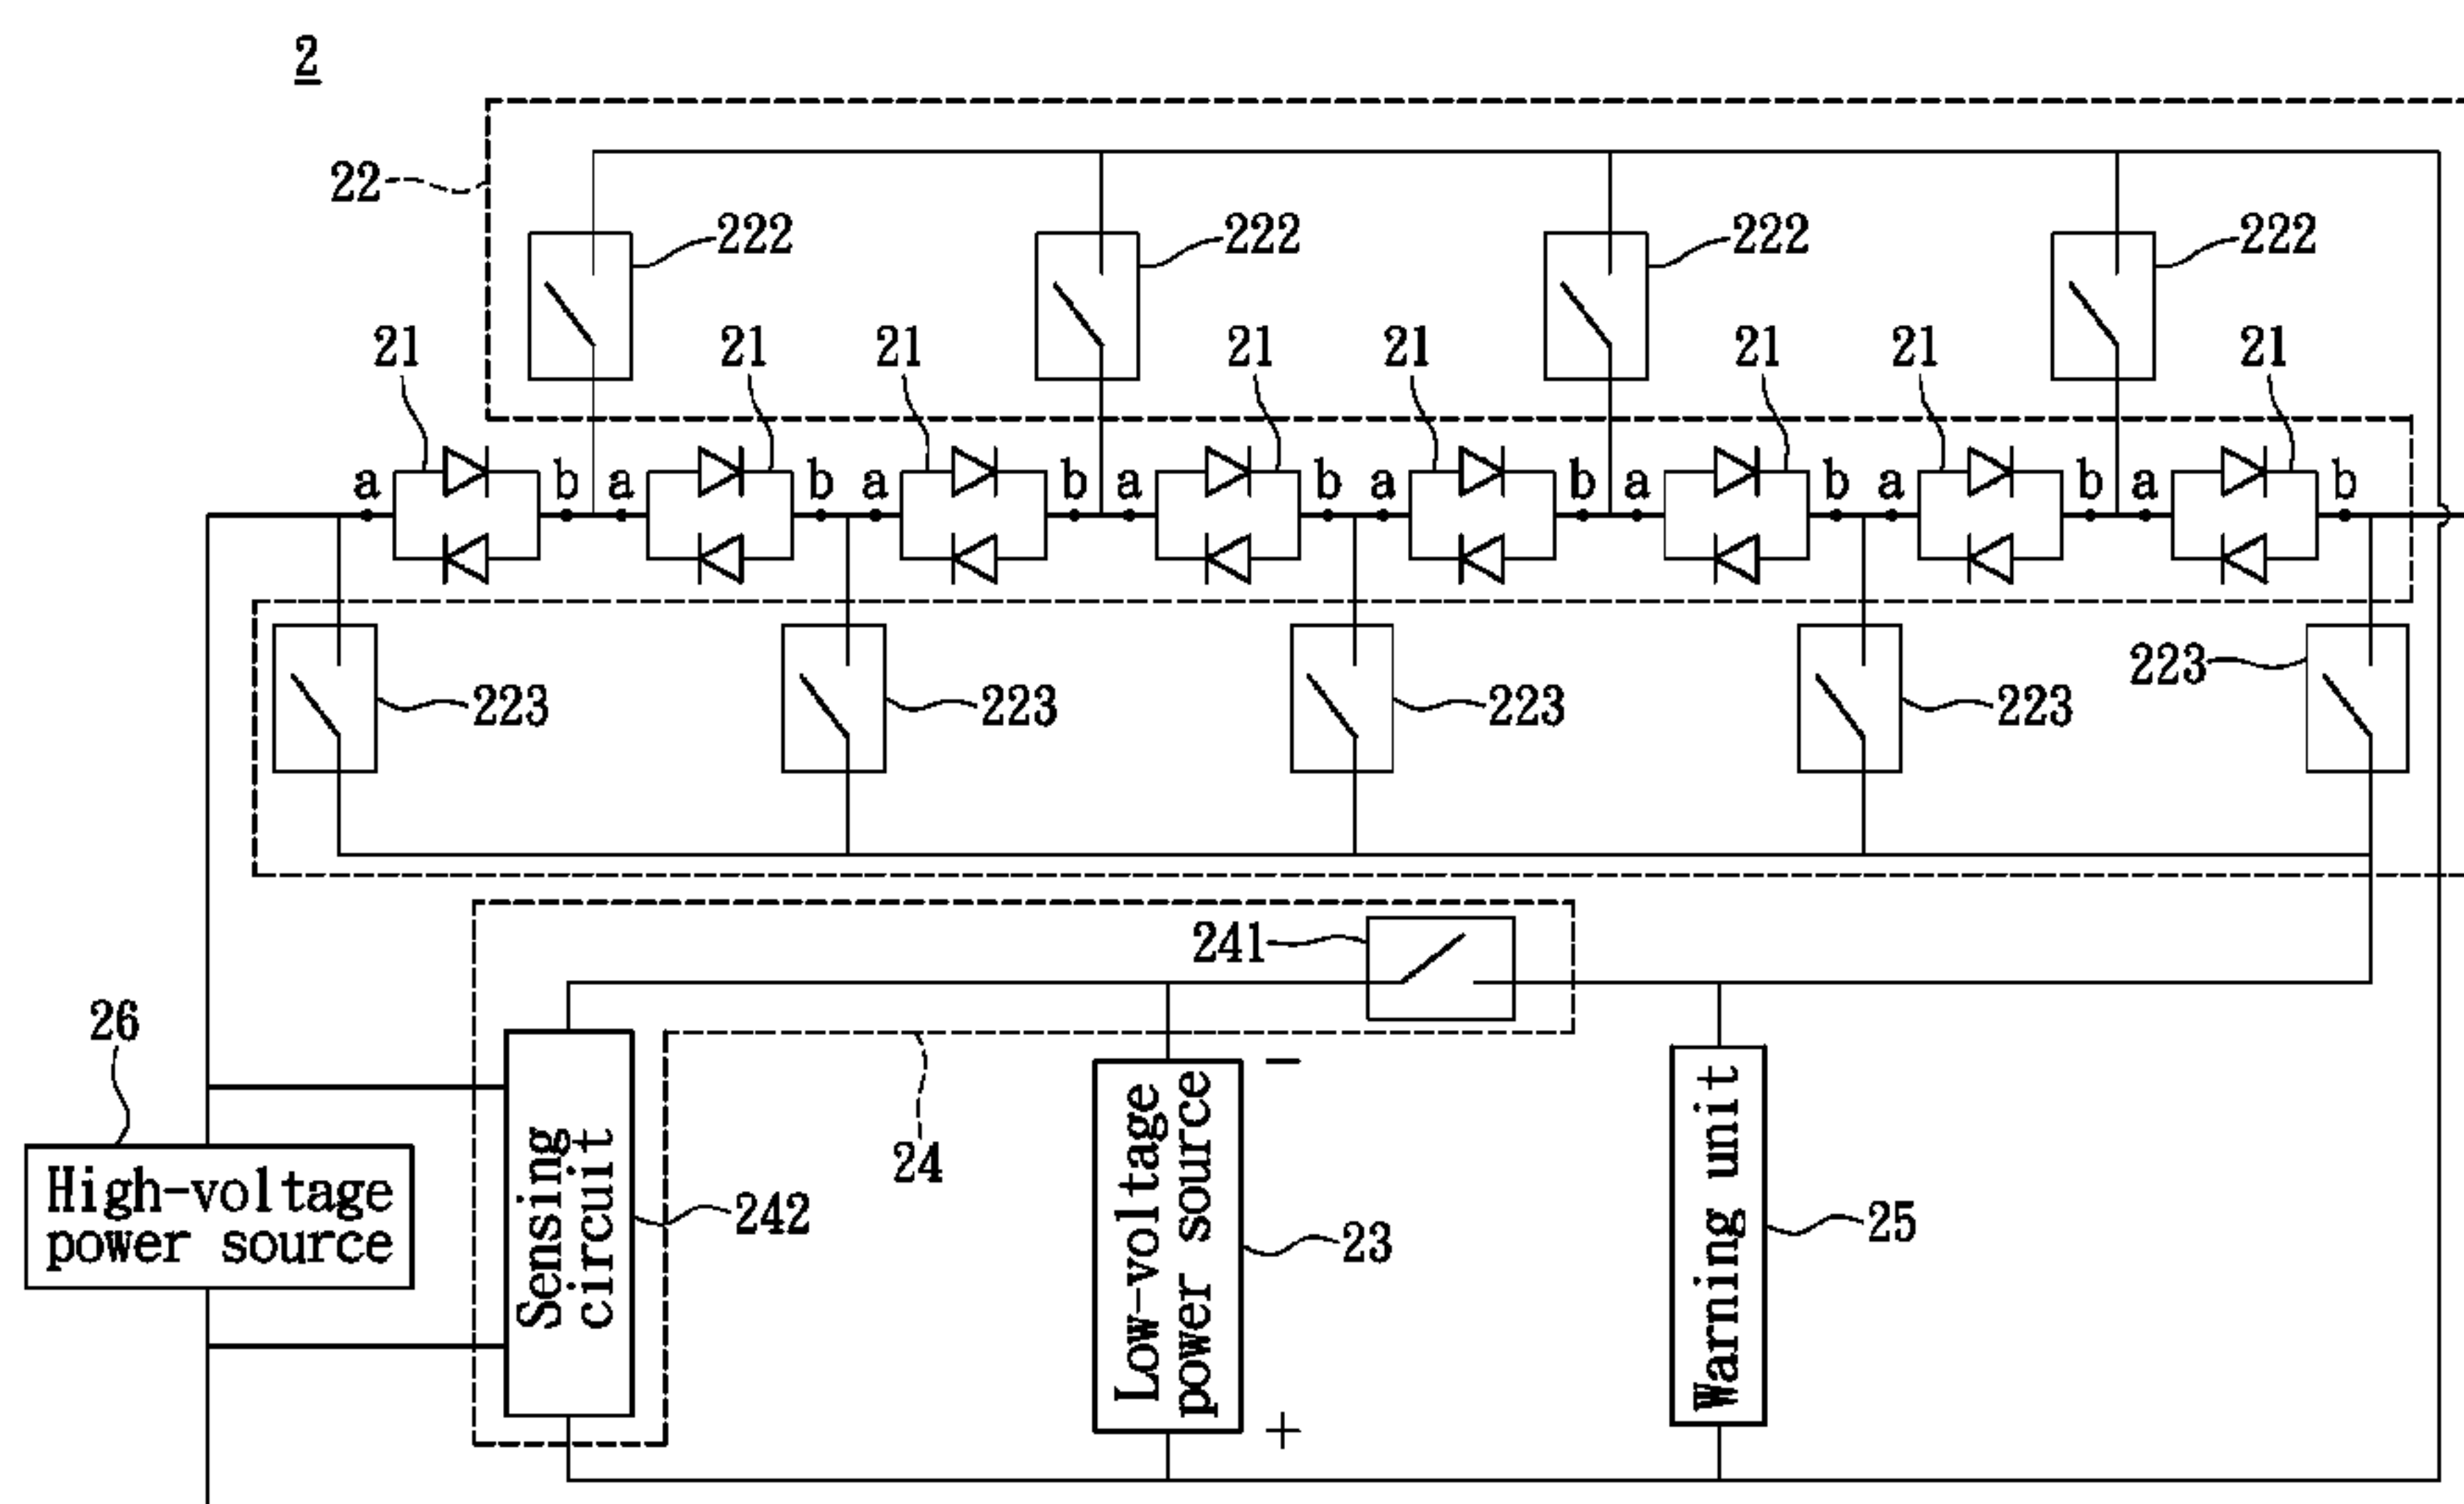 2
22
222 222 222 222
21 21 21 21 21 21 21 21
a b a b a b a b a b a b a b a b
223
223 223 223 223
241
26
−
High-voltage
power source
Sensing
circuit
242
24
Low-voltage
power source
23
Warning unit
25
+